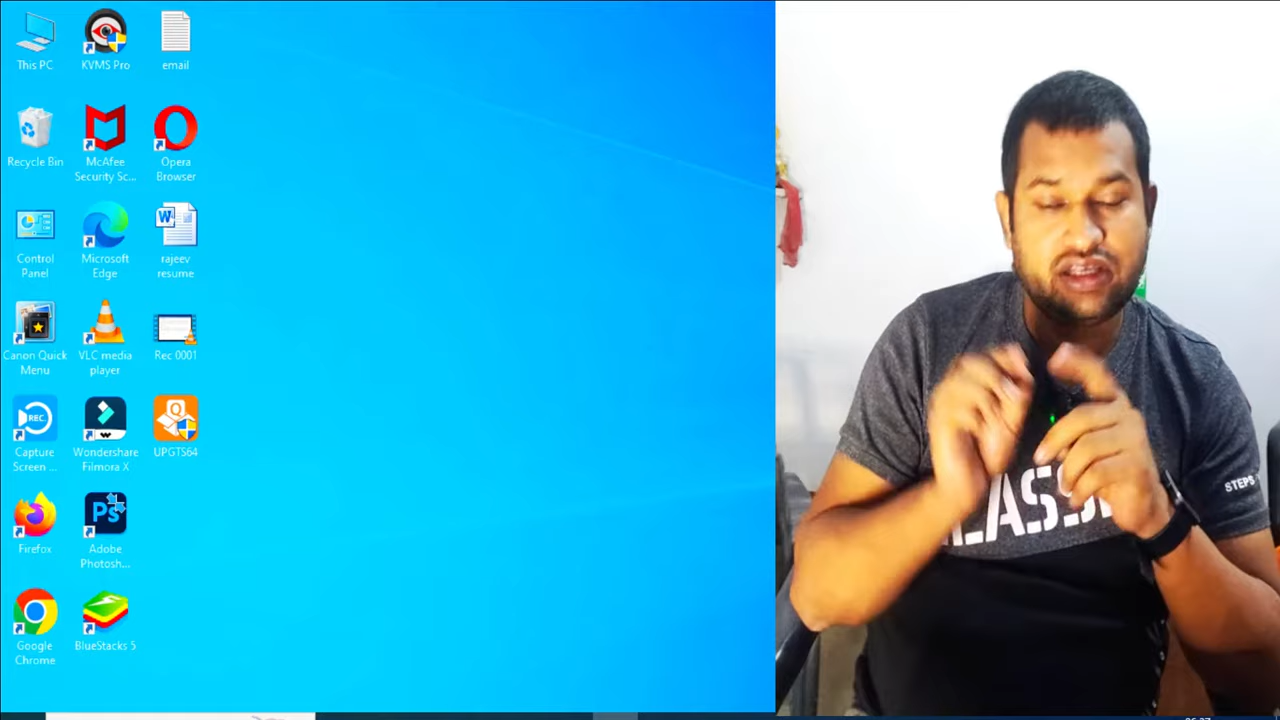 This PC
KVMS Pro
email
Recycle Bin
McAfee
Security Sc...
Opera
Browser
Control
Panel
Microsoft
Edge
W
rajeev
resume
Canon Quick
Menu
VLC media
player
Rec 0001
REC
Capture
Screen ...
Wondershare
Filmora X
UPGTS64
Firefox
Ps
Adobe
Photosh...
Google
Chrome
BlueStacks 5
STEPS